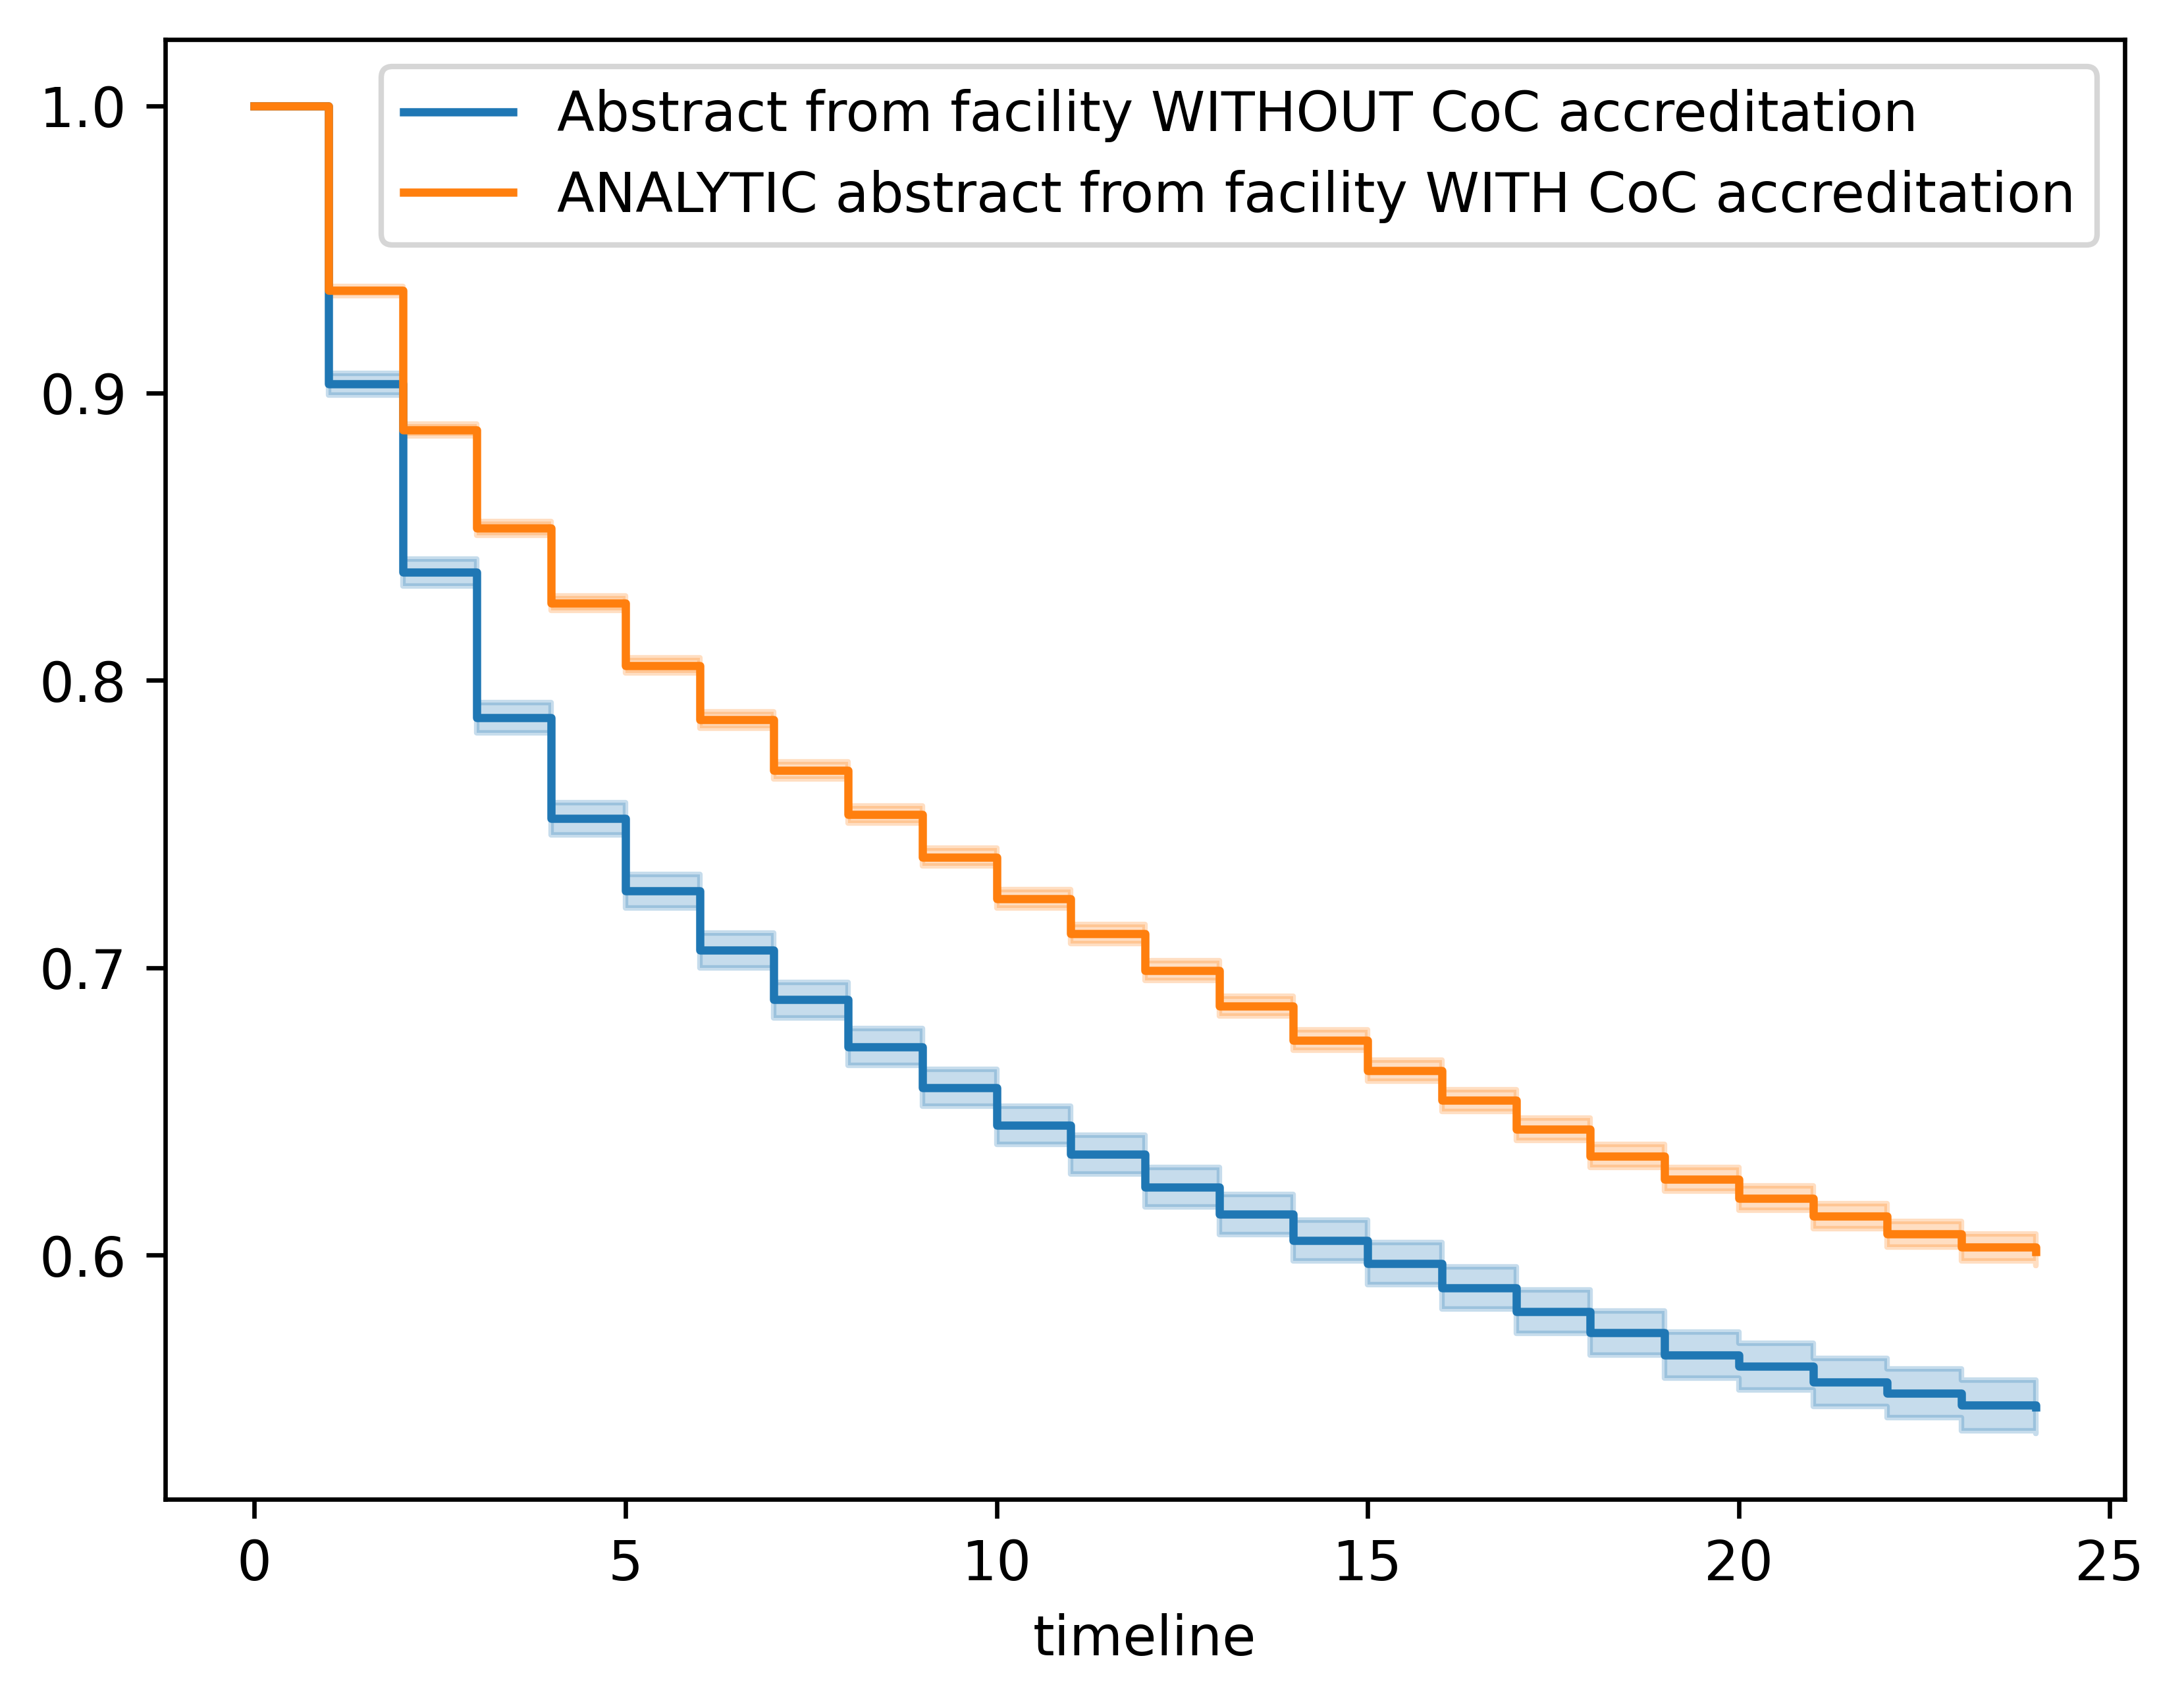 Abstract from facility WITHOUT CoC accreditation
ANALYTIC abstract from facility WITH CoC accreditation
1.0
0.9
0.8
0.7
0.6
0 5 10 15 20 25
timeline